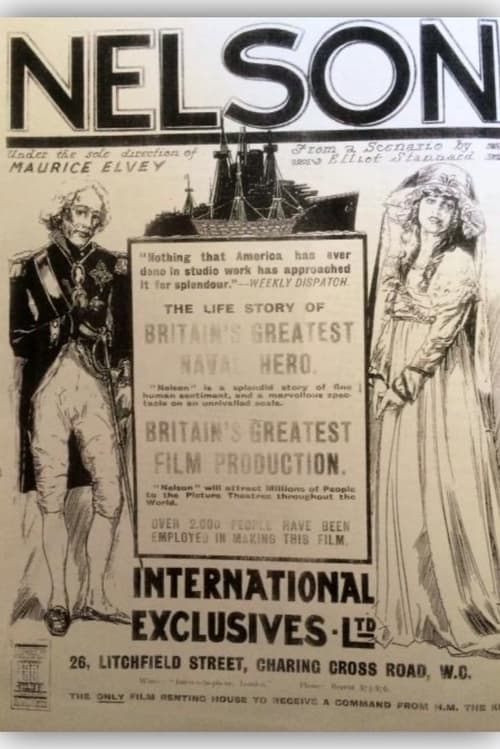 NELSON
Under the sole direction of
MAURICE ELVEY
From a Scenario by
Elliot Stannard
"Nothing that America has ever
done in studio work has approached
it for splendour."—WEEKLY DISPATCH.
THE LIFE STORY OF
BRITAIN'S GREATEST
NAVAL HERO.
"Nelson" is a splendid story of fine
human sentiment, and a marvellous spec-
tacle on an unrivalled scale.
BRITAIN'S GREATEST
FILM PRODUCTION.
"Nelson" will attract Millions of People
to the Picture Theatres throughout the
World.
OVER 2,000 PEOPLE HAVE BEEN
EMPLOYED IN MAKING THIS FILM.
INTERNATIONAL
EXCLUSIVES · LTD
26, LITCHFIELD STREET, CHARING CROSS ROAD, W.C.
THE ONLY FILM RENTING HOUSE TO RECEIVE A COMMAND FROM H.M. THE